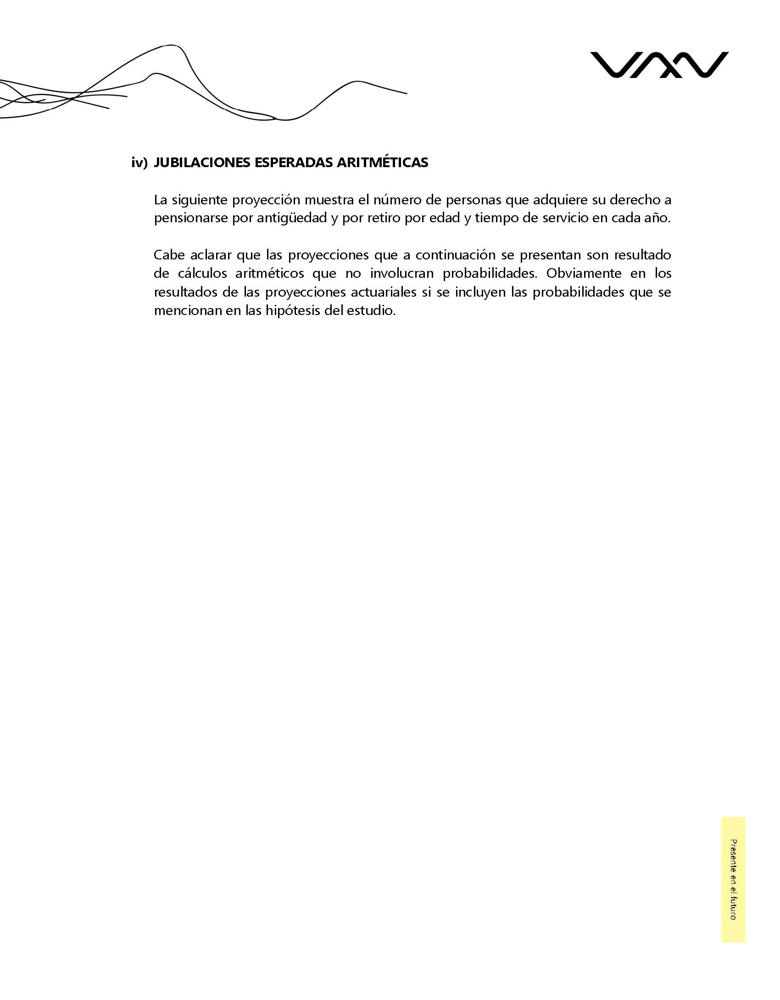 iv) JUBILACIONES ESPERADAS ARITMÉTICAS
La siguiente proyección muestra el número de personas que adquiere su derecho a
pensionarse por antigüedad y por retiro por edad y tiempo de servicio en cada año.
Cabe aclarar que las proyecciones que a continuación se presentan son resultado
de cálculos aritméticos que no involucran probabilidades. Obviamente en los
resultados de las proyecciones actuariales si se incluyen las probabilidades que se
mencionan en las hipótesis del estudio.
Presente en el futuro